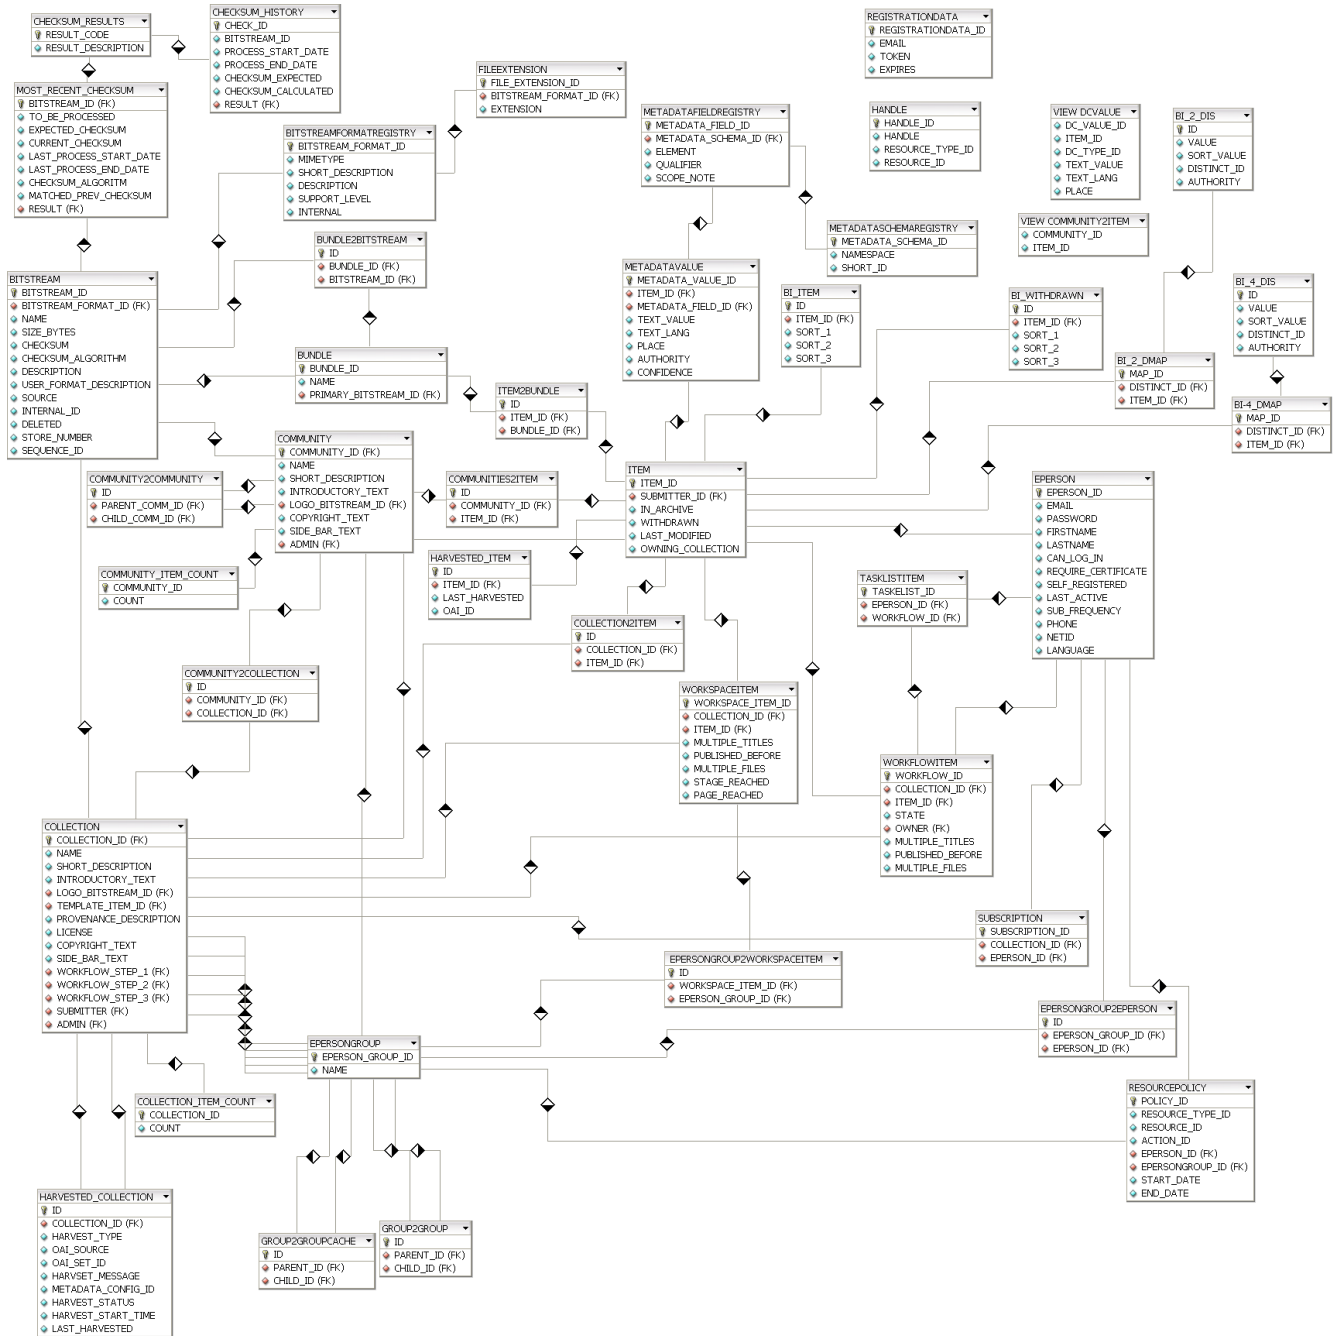 CHECKSUM_RESULTS
RESULT_CODE
RESULT_DESCRIPTION
CHECKSUM_HISTORY
CHECK_ID
BITSTREAM_ID
PROCESS_START_DATE
PROCESS_END_DATE
CHECKSUM_EXPECTED
CHECKSUM_CALCULATED
RESULT (FK)
REGISTRATIONDATA
REGISTRATIONDATA_ID
EMAIL
TOKEN
EXPIRES
MOST_RECENT_CHECKSUM
BITSTREAM_ID (FK)
TO_BE_PROCESSED
EXPECTED_CHECKSUM
CURRENT_CHECKSUM
LAST_PROCESS_START_DATE
LAST_PROCESS_END_DATE
CHECKSUM_ALGORITM
MATCHED_PREV_CHECKSUM
RESULT (FK)
FILEEXTENSION
FILE_EXTENSION_ID
BITSTREAM_FORMAT_ID (FK)
EXTENSION
BITSTREAMFORMATREGISTRY
BITSTREAM_FORMAT_ID
MIMETYPE
SHORT_DESCRIPTION
DESCRIPTION
SUPPORT_LEVEL
INTERNAL
METADATAFIELDREGISTRY
METADATA_FIELD_ID
METADATA_SCHEMA_ID (FK)
ELEMENT
QUALIFIER
SCOPE_NOTE
HANDLE
HANDLE_ID
HANDLE
RESOURCE_TYPE_ID
RESOURCE_ID
VIEW DCVALUE
DC_VALUE_ID
ITEM_ID
DC_TYPE_ID
TEXT_VALUE
TEXT_LANG
PLACE
BI_2_DIS
ID
VALUE
SORT_VALUE
DISTINCT_ID
AUTHORITY
BUNDLE2BITSTREAM
ID
BUNDLE_ID (FK)
BITSTREAM_ID (FK)
METADATASCHEMAREGISTRY
METADATA_SCHEMA_ID
NAMESPACE
SHORT_ID
VIEW COMMUNITY2ITEM
COMMUNITY_ID
ITEM_ID
BITSTREAM
BITSTREAM_ID
BITSTREAM_FORMAT_ID (FK)
NAME
SIZE_BYTES
CHECKSUM
CHECKSUM_ALGORITHM
DESCRIPTION
USER_FORMAT_DESCRIPTION
SOURCE
INTERNAL_ID
DELETED
STORE_NUMBER
SEQUENCE_ID
METADATAVALUE
METADATA_VALUE_ID
ITEM_ID (FK)
METADATA_FIELD_ID (FK)
TEXT_VALUE
TEXT_LANG
PLACE
AUTHORITY
CONFIDENCE
BI_ITEM
ID
ITEM_ID (FK)
SORT_1
SORT_2
SORT_3
BI_WITHDRAWN
ID
ITEM_ID (FK)
SORT_1
SORT_2
SORT_3
BI_4_DIS
ID
VALUE
SORT_VALUE
DISTINCT_ID
AUTHORITY
BUNDLE
BUNDLE_ID
NAME
PRIMARY_BITSTREAM_ID (FK)
BI_2_DMAP
MAP_ID
DISTINCT_ID (FK)
ITEM_ID (FK)
ITEM2BUNDLE
ID
ITEM_ID (FK)
BUNDLE_ID (FK)
BI-4_DMAP
MAP_ID
DISTINCT_ID (FK)
ITEM_ID (FK)
COMMUNITY
COMMUNITY_ID (FK)
NAME
SHORT_DESCRIPTION
INTRODUCTORY_TEXT
LOGO_BITSTREAM_ID (FK)
COPYRIGHT_TEXT
SIDE_BAR_TEXT
ADMIN (FK)
COMMUNITY2COMMUNITY
ID
PARENT_COMM_ID (FK)
CHILD_COMM_ID (FK)
COMMUNITIES2ITEM
ID
COMMUNITY_ID (FK)
ITEM_ID (FK)
ITEM
ITEM_ID
SUBMITTER_ID (FK)
IN_ARCHIVE
WITHDRAWN
LAST_MODIFIED
OWNING_COLLECTION
EPERSON
EPERSON_ID
EMAIL
PASSWORD
FIRSTNAME
LASTNAME
CAN_LOG_IN
REQUIRE_CERTIFICATE
SELF_REGISTERED
LAST_ACTIVE
SUB_FREQUENCY
PHONE
NETID
LANGUAGE
HARVESTED_ITEM
ID
ITEM_ID (FK)
LAST_HARVESTED
OAI_ID
COMMUNITY_ITEM_COUNT
COMMUNITY_ID
COUNT
TASKLISTITEM
TASKELIST_ID
EPERSON_ID (FK)
WORKFLOW_ID (FK)
COLLECTION2ITEM
ID
COLLECTION_ID (FK)
ITEM_ID (FK)
COMMUNITY2COLLECTION
ID
COMMUNITY_ID (FK)
COLLECTION_ID (FK)
WORKSPACEITEM
WORKSPACE_ITEM_ID
COLLECTION_ID (FK)
ITEM_ID (FK)
MULTIPLE_TITLES
PUBLISHED_BEFORE
MULTIPLE_FILES
STAGE_REACHED
PAGE_REACHED
WORKFLOWITEM
WORKFLOW_ID
COLLECTION_ID (FK)
ITEM_ID (FK)
STATE
OWNER (FK)
MULTIPLE_TITLES
PUBLISHED_BEFORE
MULTIPLE_FILES
COLLECTION
COLLECTION_ID (FK)
NAME
SHORT_DESCRIPTION
INTRODUCTORY_TEXT
LOGO_BITSTREAM_ID (FK)
TEMPLATE_ITEM_ID (FK)
PROVENANCE_DESCRIPTION
LICENSE
COPYRIGHT_TEXT
SIDE_BAR_TEXT
WORKFLOW_STEP_1 (FK)
WORKFLOW_STEP_2 (FK)
WORKFLOW_STEP_3 (FK)
SUBMITTER (FK)
ADMIN (FK)
SUBSCRIPTION
SUBSCRIPTION_ID
COLLECTION_ID (FK)
EPERSON_ID (FK)
EPERSONGROUP2WORKSPACEITEM
ID
WORKSPACE_ITEM_ID (FK)
EPERSON_GROUP_ID (FK)
EPERSONGROUP2EPERSON
ID
EPERSON_GROUP_ID (FK)
EPERSON_ID (FK)
EPERSONGROUP
EPERSON_GROUP_ID
NAME
RESOURCEPOLICY
POLICY_ID
RESOURCE_TYPE_ID
RESOURCE_ID
ACTION_ID
EPERSON_ID (FK)
EPERSONGROUP_ID (FK)
START_DATE
END_DATE
COLLECTION_ITEM_COUNT
COLLECTION_ID
COUNT
HARVESTED_COLLECTION
ID
COLLECTION_ID (FK)
HARVEST_TYPE
OAI_SOURCE
OAI_SET_ID
HARVSET_MESSAGE
METADATA_CONFIG_ID
HARVEST_STATUS
HARVEST_START_TIME
LAST_HARVESTED
GROUP2GROUPCACHE
ID
PARENT_ID (FK)
CHILD_ID (FK)
GROUP2GROUP
ID
PARENT_ID (FK)
CHILD_ID (FK)